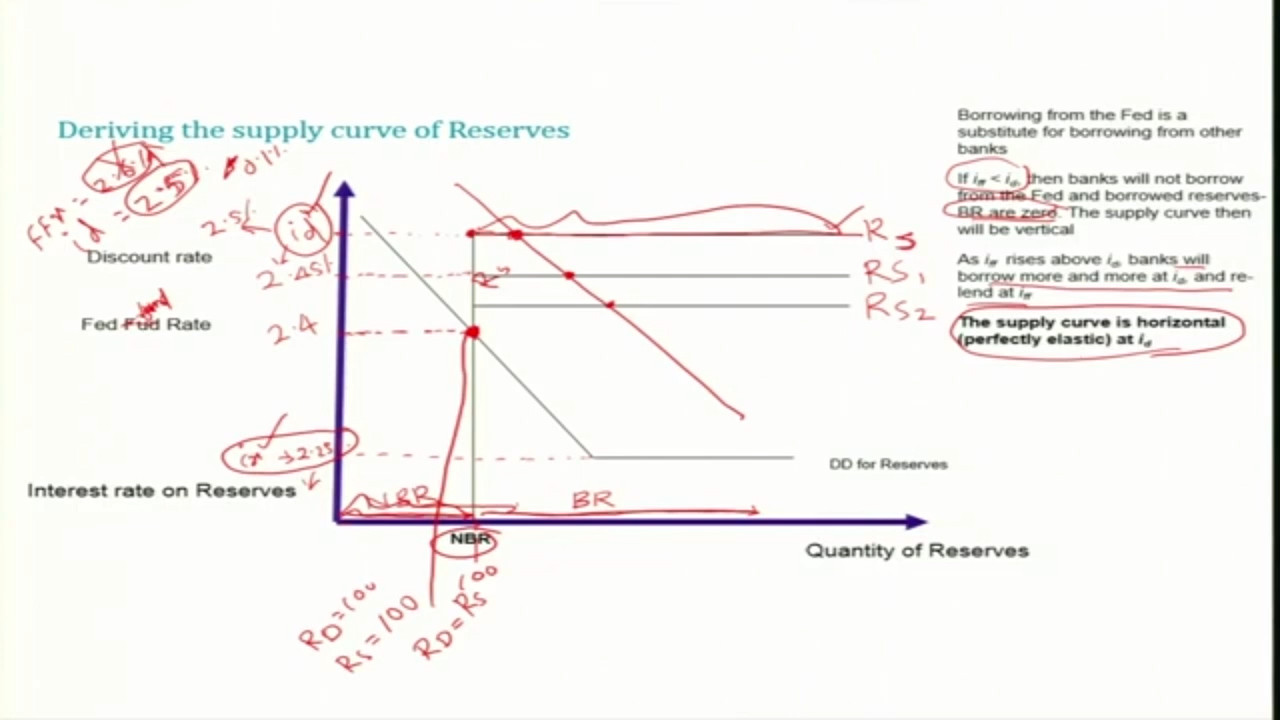 Deriving the supply curve of Reserves
Borrowing from the Fed is a
substitute for borrowing from other
banks
If iff < id, then banks will not borrow
from the Fed and borrowed reserves-
BR are zero. The supply curve then
will be vertical
As iff rises above id, banks will
borrow more and more at id, and re-
lend at iff
The supply curve is horizontal
(perfectly elastic) at id
2.5%
id
Rs
Discount rate
2.45%
Rs
RS1
RS2
Fed Fud Rate
fund
2.4
2.25
DD for Reserves
Interest rate on Reserves
NBR
BR
NBR
Quantity of Reserves
100
RD=100
RS=100
RD=RS